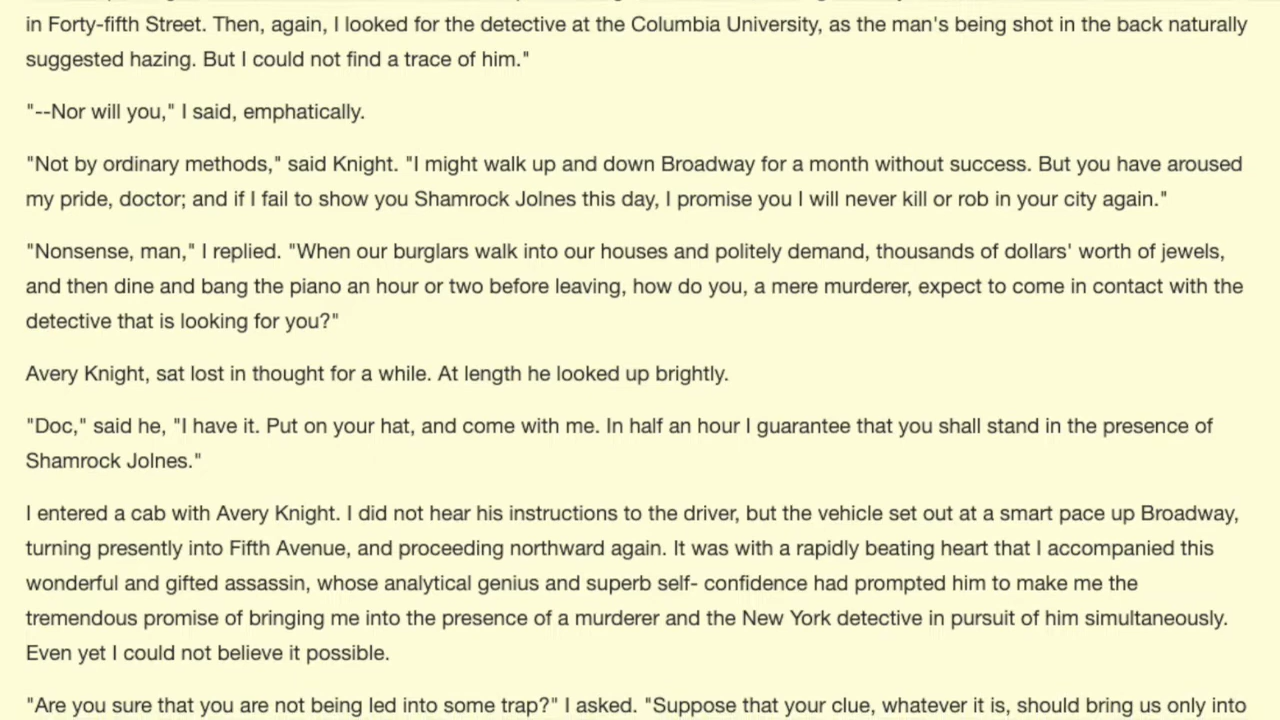 in Forty-fifth Street. Then, again, I looked for the detective at the Columbia University, as the man's being shot in the back naturally
suggested hazing. But I could not find a trace of him."
"--Nor will you," I said, emphatically.
"Not by ordinary methods," said Knight. "I might walk up and down Broadway for a month without success. But you have aroused
my pride, doctor; and if I fail to show you Shamrock Jolnes this day, I promise you I will never kill or rob in your city again."
"Nonsense, man," I replied. "When our burglars walk into our houses and politely demand, thousands of dollars' worth of jewels,
and then dine and bang the piano an hour or two before leaving, how do you, a mere murderer, expect to come in contact with the
detective that is looking for you?"
Avery Knight, sat lost in thought for a while. At length he looked up brightly.
"Doc," said he, "I have it. Put on your hat, and come with me. In half an hour I guarantee that you shall stand in the presence of
Shamrock Jolnes."
I entered a cab with Avery Knight. I did not hear his instructions to the driver, but the vehicle set out at a smart pace up Broadway,
turning presently into Fifth Avenue, and proceeding northward again. It was with a rapidly beating heart that I accompanied this
wonderful and gifted assassin, whose analytical genius and superb self- confidence had prompted him to make me the
tremendous promise of bringing me into the presence of a murderer and the New York detective in pursuit of him simultaneously.
Even yet I could not believe it possible.
"Are you sure that you are not being led into some trap?" I asked. "Suppose that your clue, whatever it is, should bring us only into